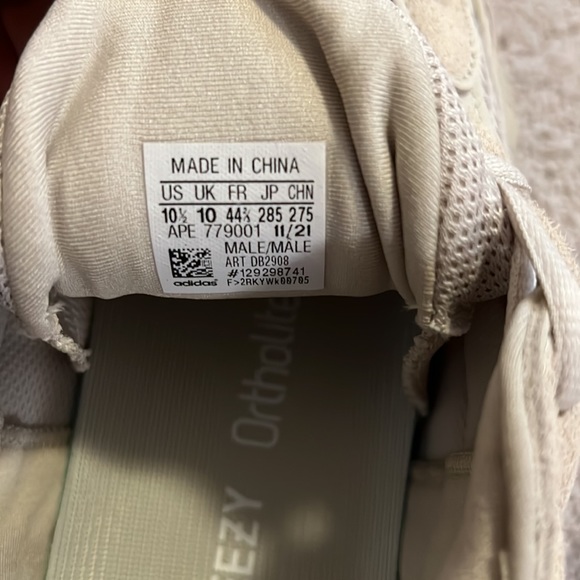 MADE IN CHINA
US UK FR JP CHN
10½ 10 44⅔ 285 275
APE 779001 11/21
MALE/MÂLE
ART DB2908
#129298741
adidas F>2RKYWk00705
Ortholite
EEZY